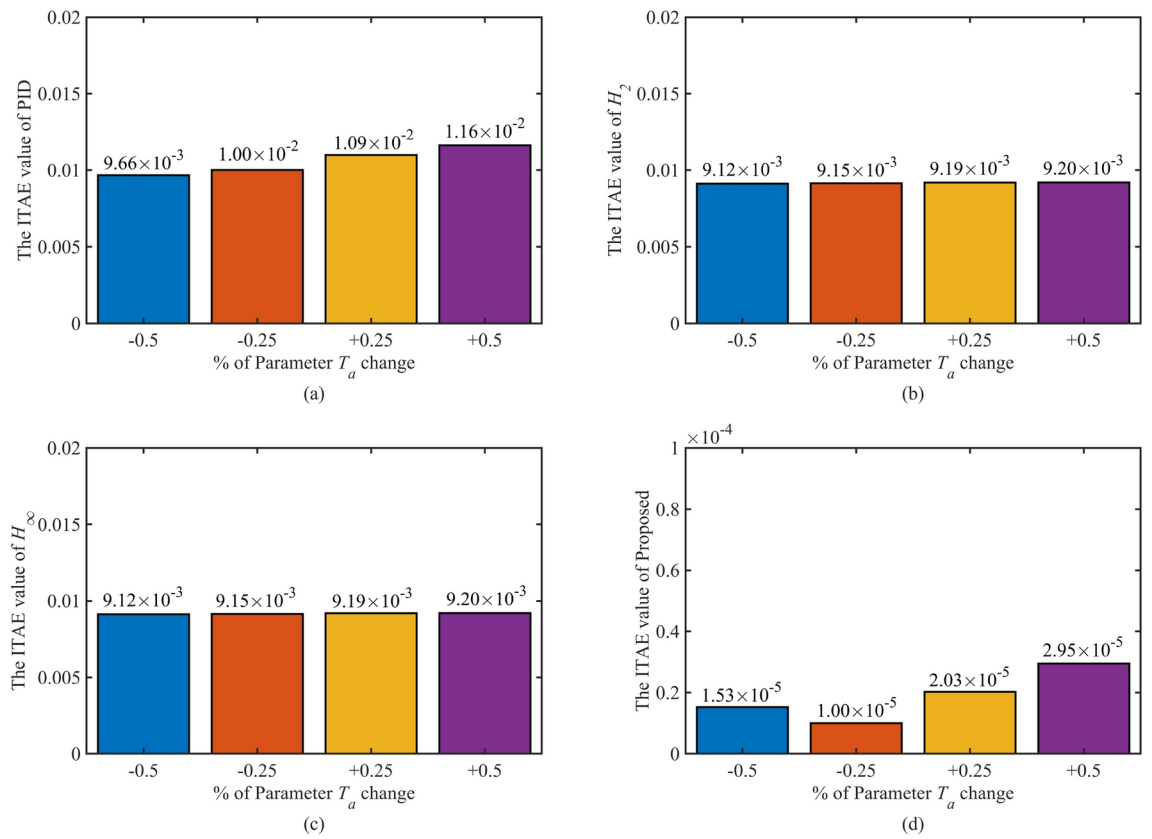 The ITAE value of PID
0.02
0.015
0.01
0.005
0
9.66×10⁻³
1.00×10⁻²
1.09×10⁻²
1.16×10⁻²
-0.5 -0.25 +0.25 +0.5
% of Parameter Tₐ change
(a)
The ITAE value of H₂
0.02
0.015
0.01
0.005
0
9.12×10⁻³ 9.15×10⁻³ 9.19×10⁻³ 9.20×10⁻³
-0.5 -0.25 +0.25 +0.5
% of Parameter Tₐ change
(b)
The ITAE value of H∞
0.02
0.015
0.01
0.005
0
9.12×10⁻³ 9.15×10⁻³ 9.19×10⁻³ 9.20×10⁻³
-0.5 -0.25 +0.25 +0.5
% of Parameter Tₐ change
(c)
The ITAE value of Proposed
×10⁻⁴
1
0.8
0.6
0.4
0.2
0
1.53×10⁻⁵
1.00×10⁻⁵
2.03×10⁻⁵
2.95×10⁻⁵
-0.5 -0.25 +0.25 +0.5
% of Parameter Tₐ change
(d)